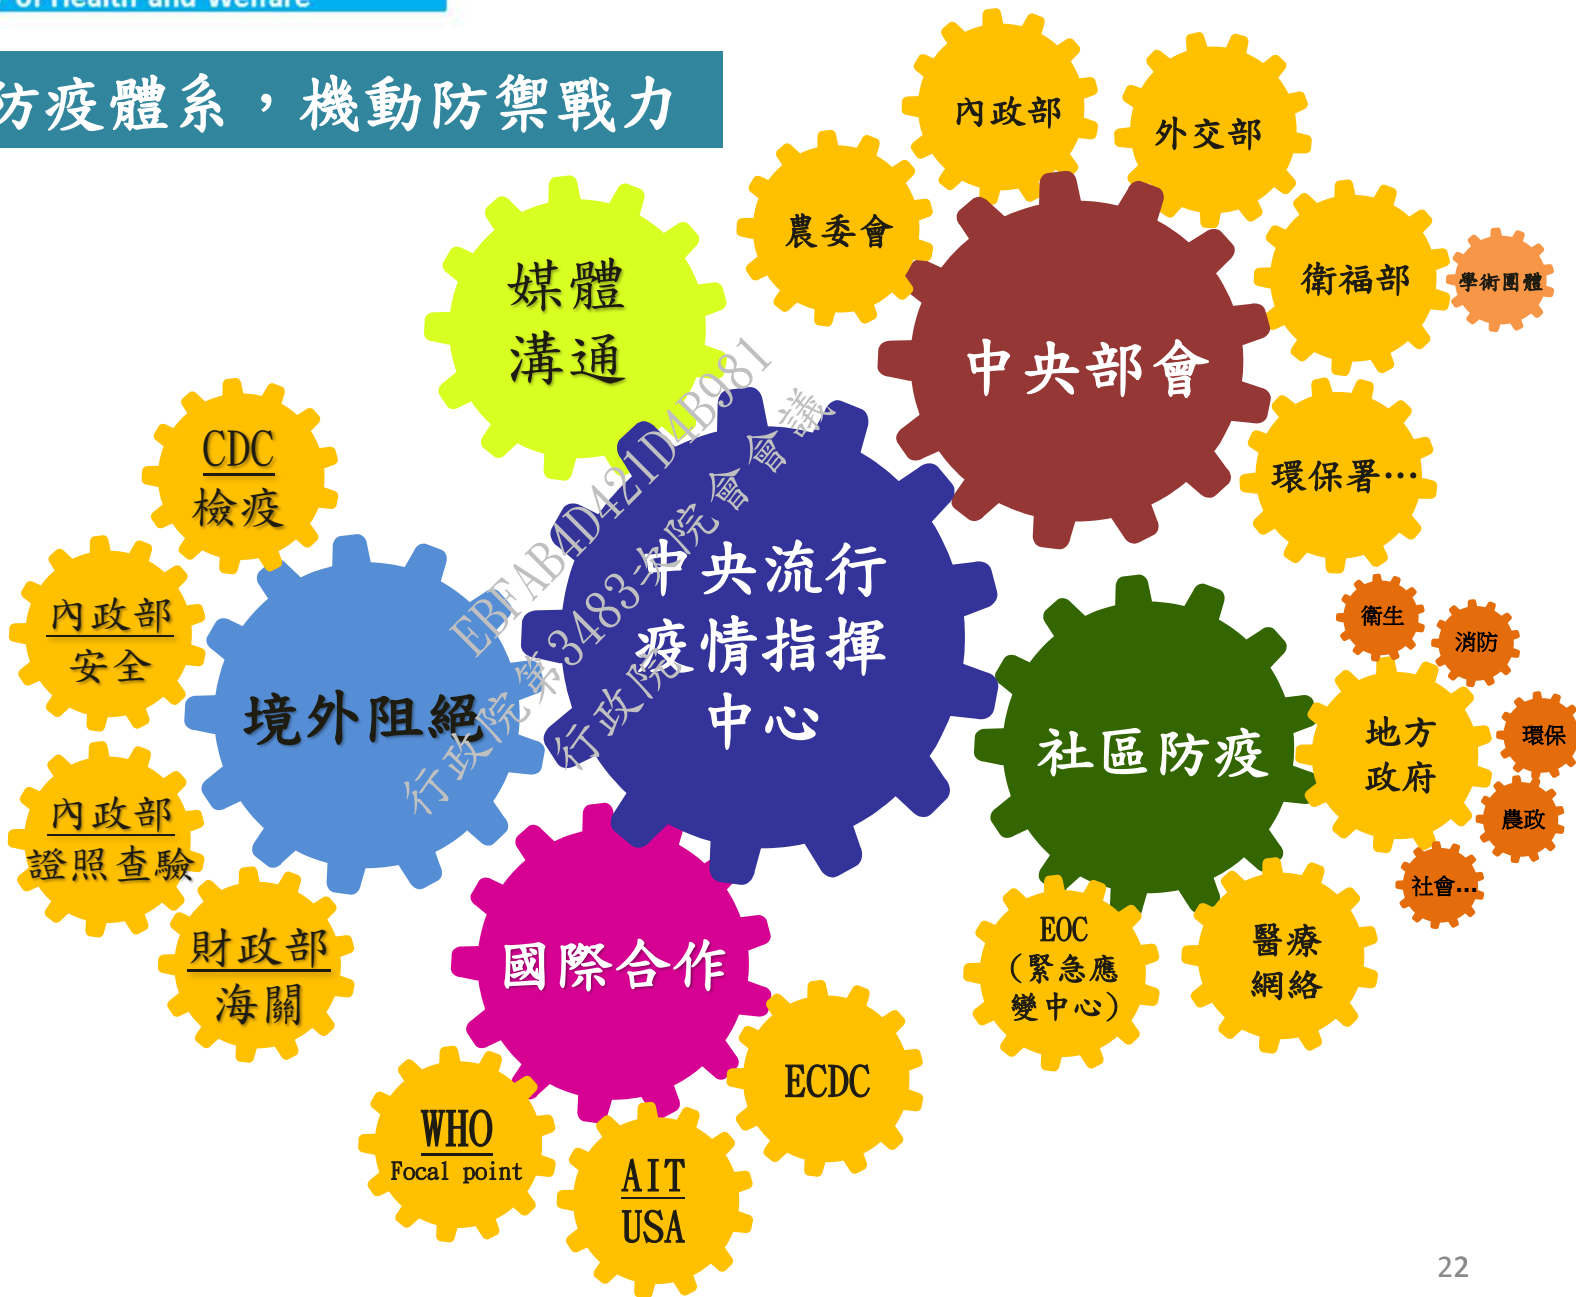 of Health and Welfare
防疫體系，機動防禦戰力
內政部
外交部
農委會
衛福部
學術團體
環保署…
中央部會
媒體
溝通
CDC
檢疫
內政部
安全
內政部
證照查驗
財政部
海關
境外阻絕
中央流行
疫情指揮
中心
EBFAB4D421D4B981
行政院第3483次院會會議
行政院
社區防疫
衛生
消防
地方
政府
環保
農政
社會…
EOC
(緊急應
變中心)
醫療
網絡
國際合作
ECDC
WHO
Focal point
AIT
USA
22